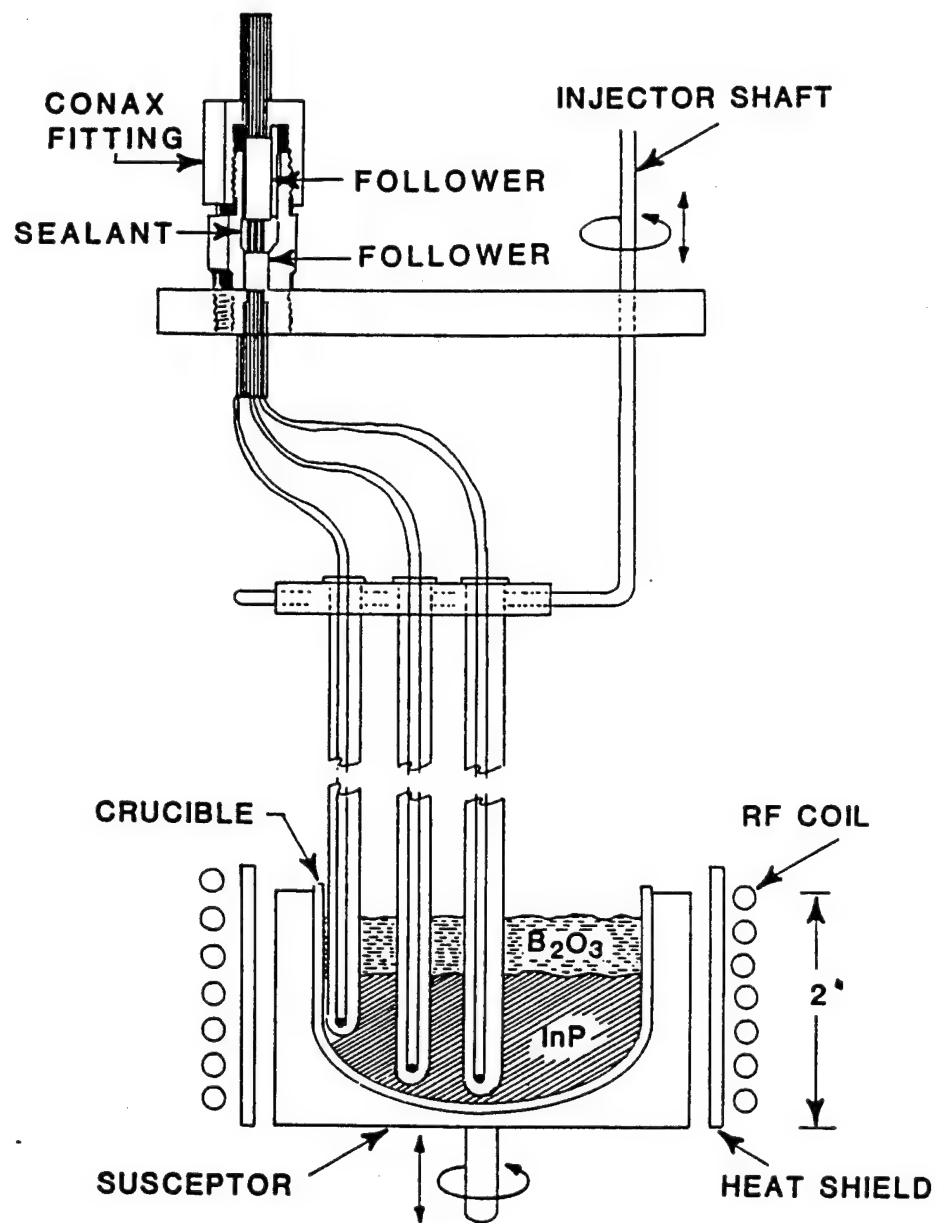 CONAX
FITTING
INJECTOR SHAFT
FOLLOWER
SEALANT
FOLLOWER
CRUCIBLE
RF COIL
B₂O₃
2"
InP
SUSCEPTOR
HEAT SHIELD